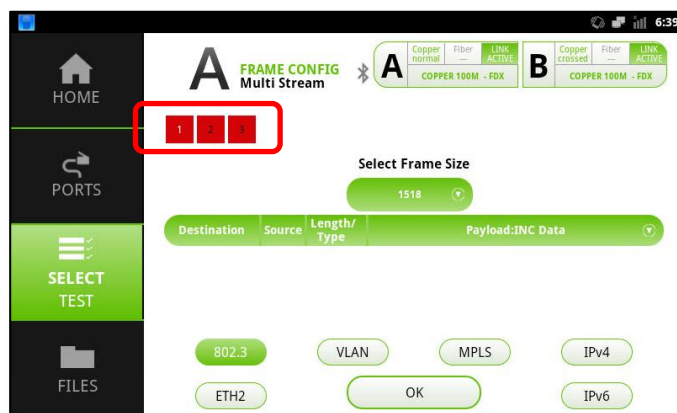 6:39
HOME
PORTS
SELECT
TEST
FILES
A FRAME CONFIG
Multi Stream
A Copper normal Fiber — LINK ACTIVE
COPPER 100M - FDX
B Copper crossed Fiber — LINK ACTIVE
COPPER 100M - FDX
1 2 3
Select Frame Size
1518
Destination Source Length/Type Payload:INC Data
802.3 VLAN MPLS IPv4
ETH2 OK IPv6